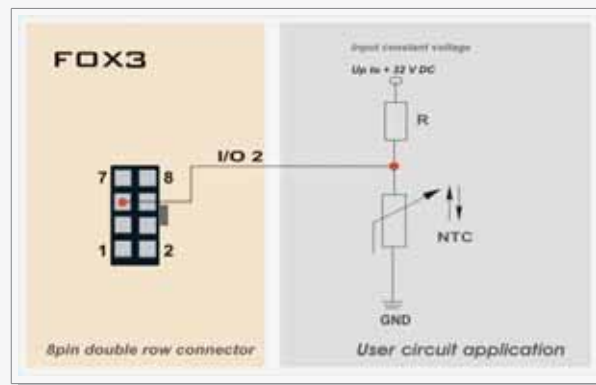 FOX3
Input constant voltage
Up to + 32 V DC
R
I/O 2
7
8
NTC
1
2
GND
8pin double row connector
User circuit application